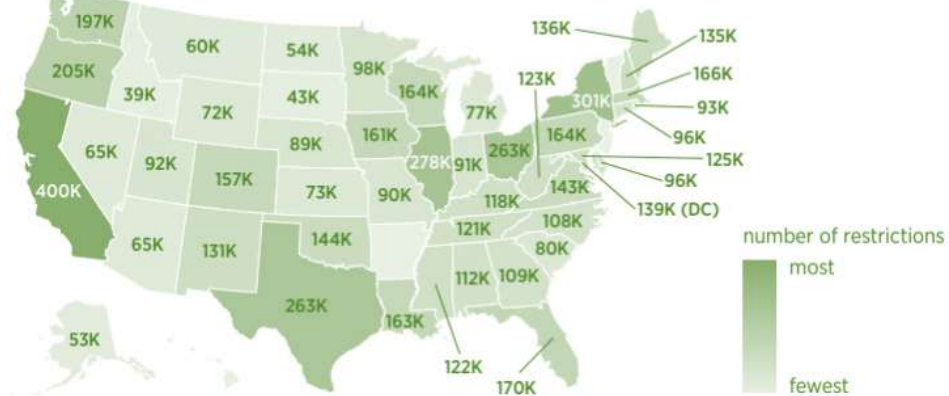 197K
60K
54K
98K
136K
135K
205K
39K
72K
43K
164K
77K
123K
166K
301K
93K
65K
92K
89K
161K
278K
91K
263K
164K
96K
125K
400K
157K
73K
90K
118K
143K
96K
139K (DC)
65K
131K
144K
121K
108K
80K
number of restrictions
most
fewest
263K
163K
112K
109K
53K
122K
170K